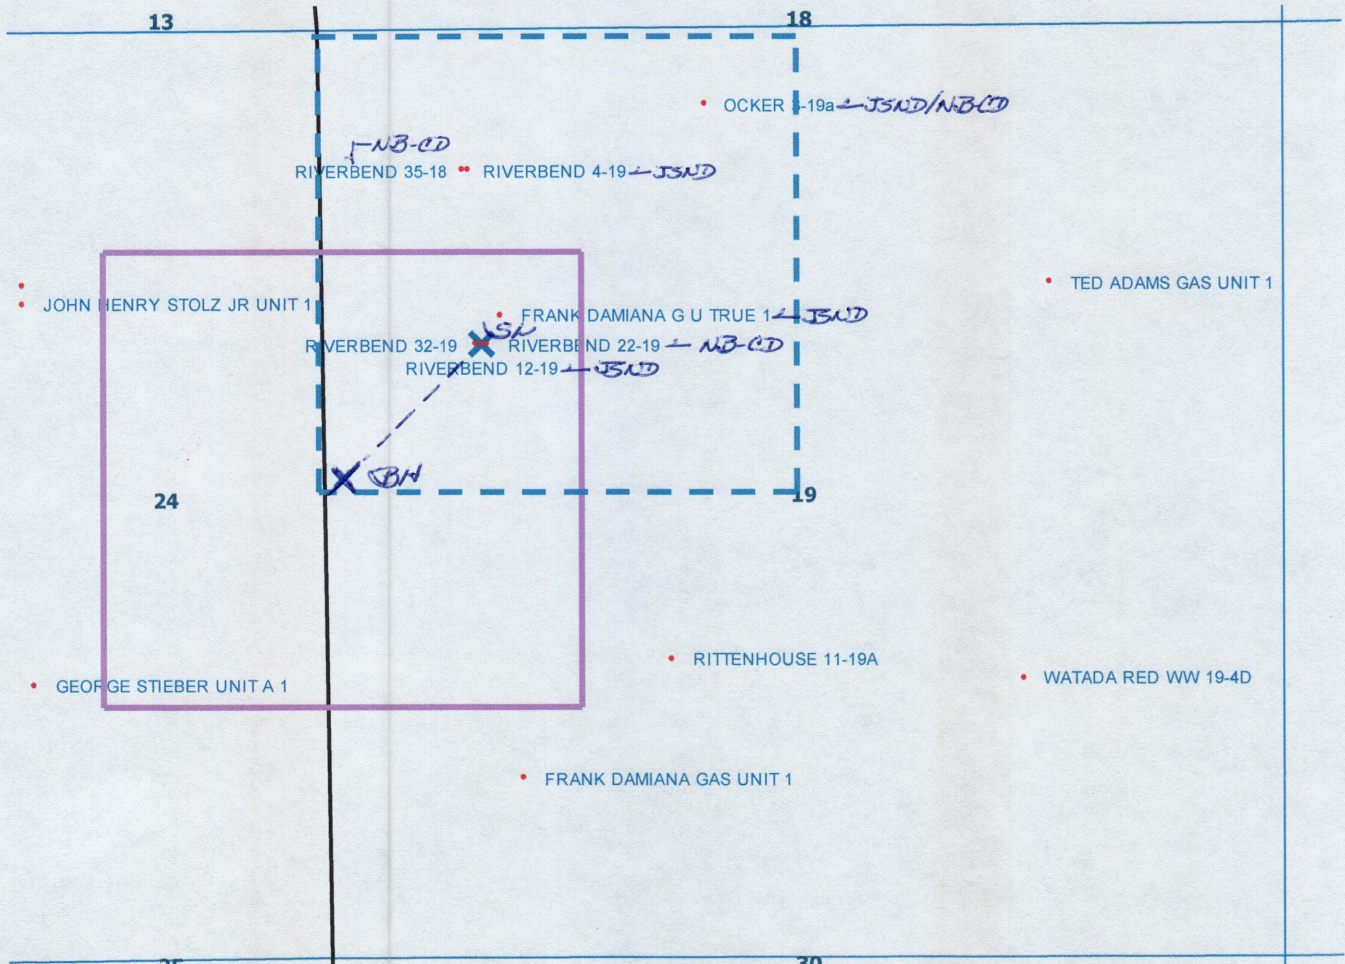 13
18
OCKER -19a JSND/NB-CD
NB-CD
RIVERBEND 35-18 RIVERBEND 4-19 JSND
TED ADAMS GAS UNIT 1
JOHN HENRY STOLZ JR UNIT 1
FRANK DAMIANA G U TRUE 1 JSND
RIVERBEND 32-19 RIVERBEND 22-19 NB-CD
RIVERBEND 12-19 JSND
BH
24
19
RITTENHOUSE 11-19A
WATADA RED WW 19-4D
GEORGE STIEBER UNIT A 1
FRANK DAMIANA GAS UNIT 1
30